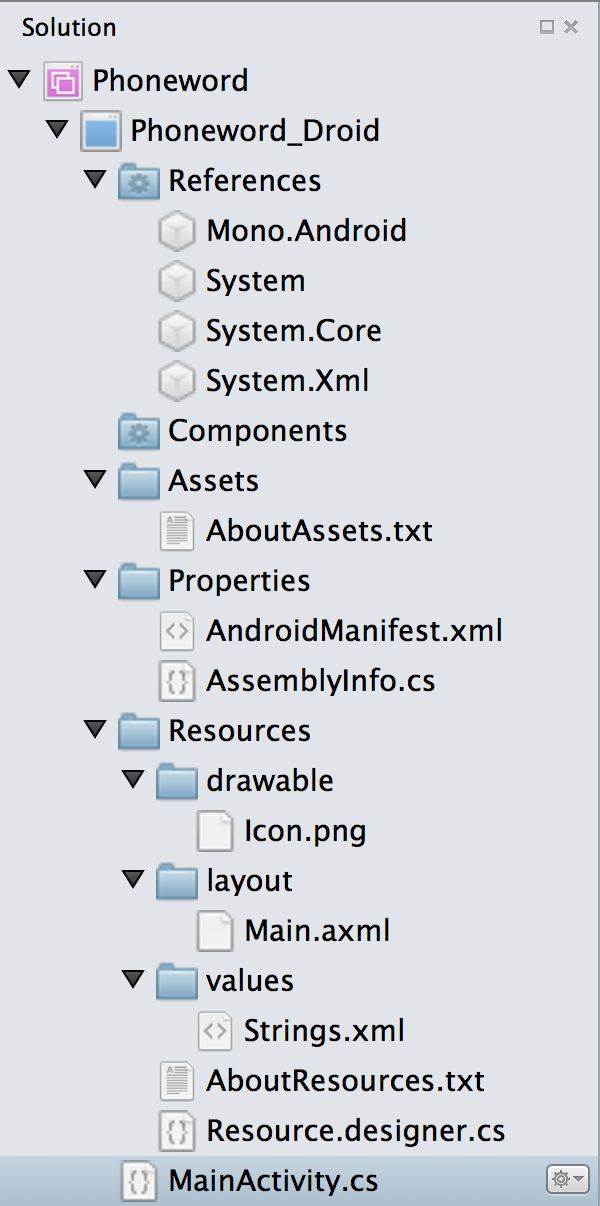 Solution
Phoneword
Phoneword_Droid
References
Mono.Android
System
System.Core
System.Xml
Components
Assets
AboutAssets.txt
Properties
AndroidManifest.xml
AssemblyInfo.cs
Resources
drawable
Icon.png
layout
Main.axml
values
Strings.xml
AboutResources.txt
Resource.designer.cs
MainActivity.cs